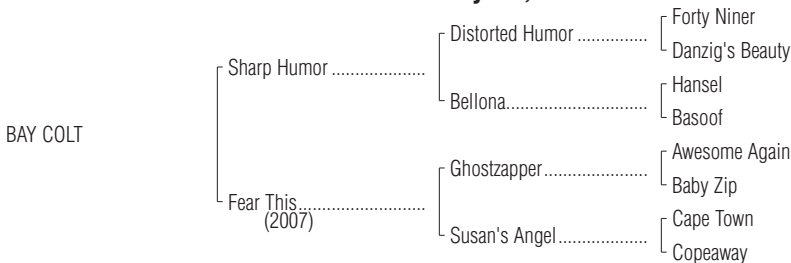 Forty Niner
Distorted Humor ...............
Danzig's Beauty
Sharp Humor .....................
Hansel
Bellona..............................
Basoof
BAY COLT
Awesome Again
Ghostzapper......................
Baby Zip
Fear This............................
(2007)
Cape Town
Susan's Angel...................
Copeaway